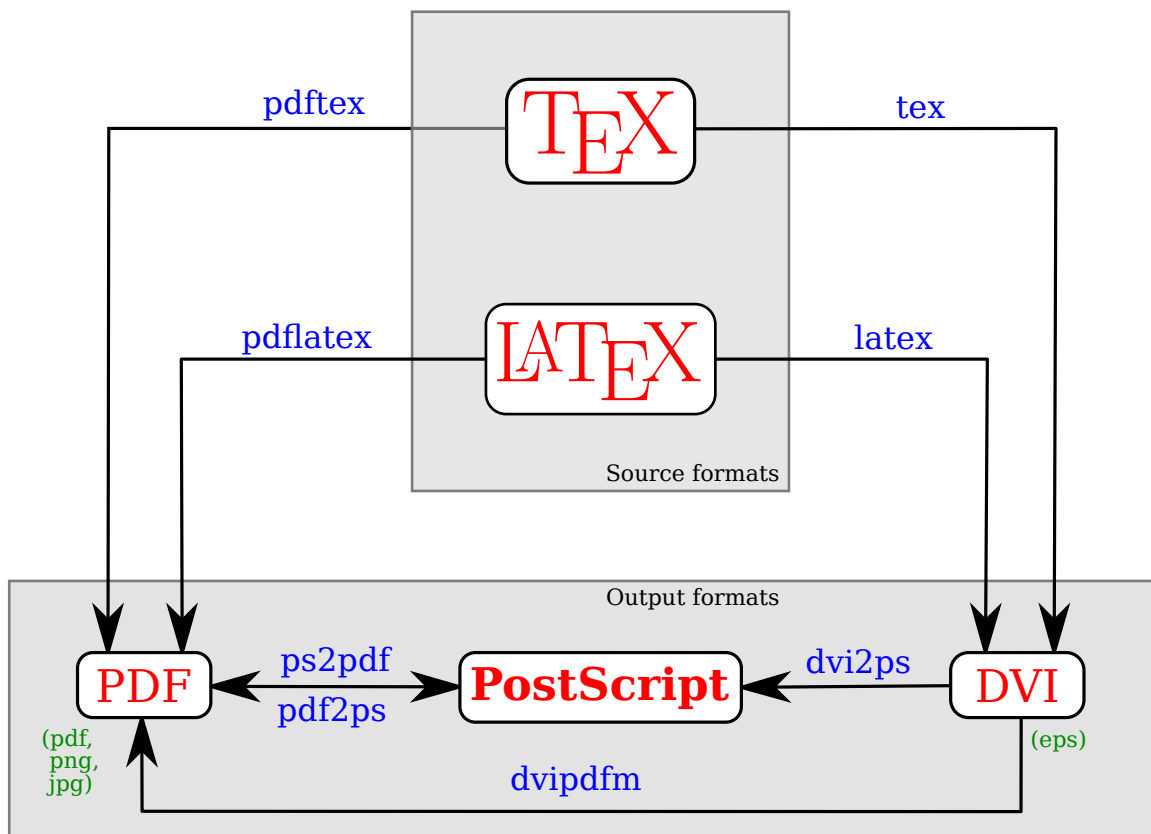 pdftex
TEX
tex
pdflatex
LATEX
latex
Source formats
Output formats
PDF
ps2pdf
pdf2ps
PostScript
dvi2ps
DVI
(pdf,
png,
jpg)
(eps)
dvipdfm